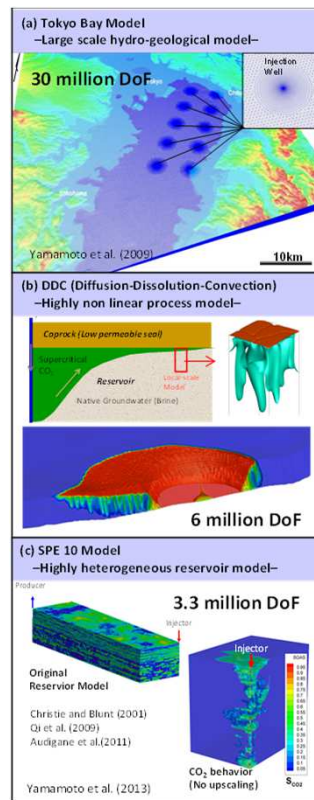 (a) Tokyo Bay Model
–Large scale hydro-geological model–
30 million DoF
Injection
Well
Yamamoto et al. (2009)
10km
(b) DDC (Diffusion-Dissolution-Convection)
–Highly non linear process model–
Caprock (Low permeable seal)
Supercritical
CO₂
Reservoir
Local scale
Model
Native Groundwater (Brine)
6 million DoF
(c) SPE 10 Model
–Highly heterogeneous reservoir model–
Producer
3.3 million DoF
Injector
Injector
Original
Reservior Model
Christie and Blunt (2001)
Qi et al. (2009)
Audigane et al.(2011)
CO₂ behavior
(No upscaling)
S_CO2
Yamamoto et al. (2013)